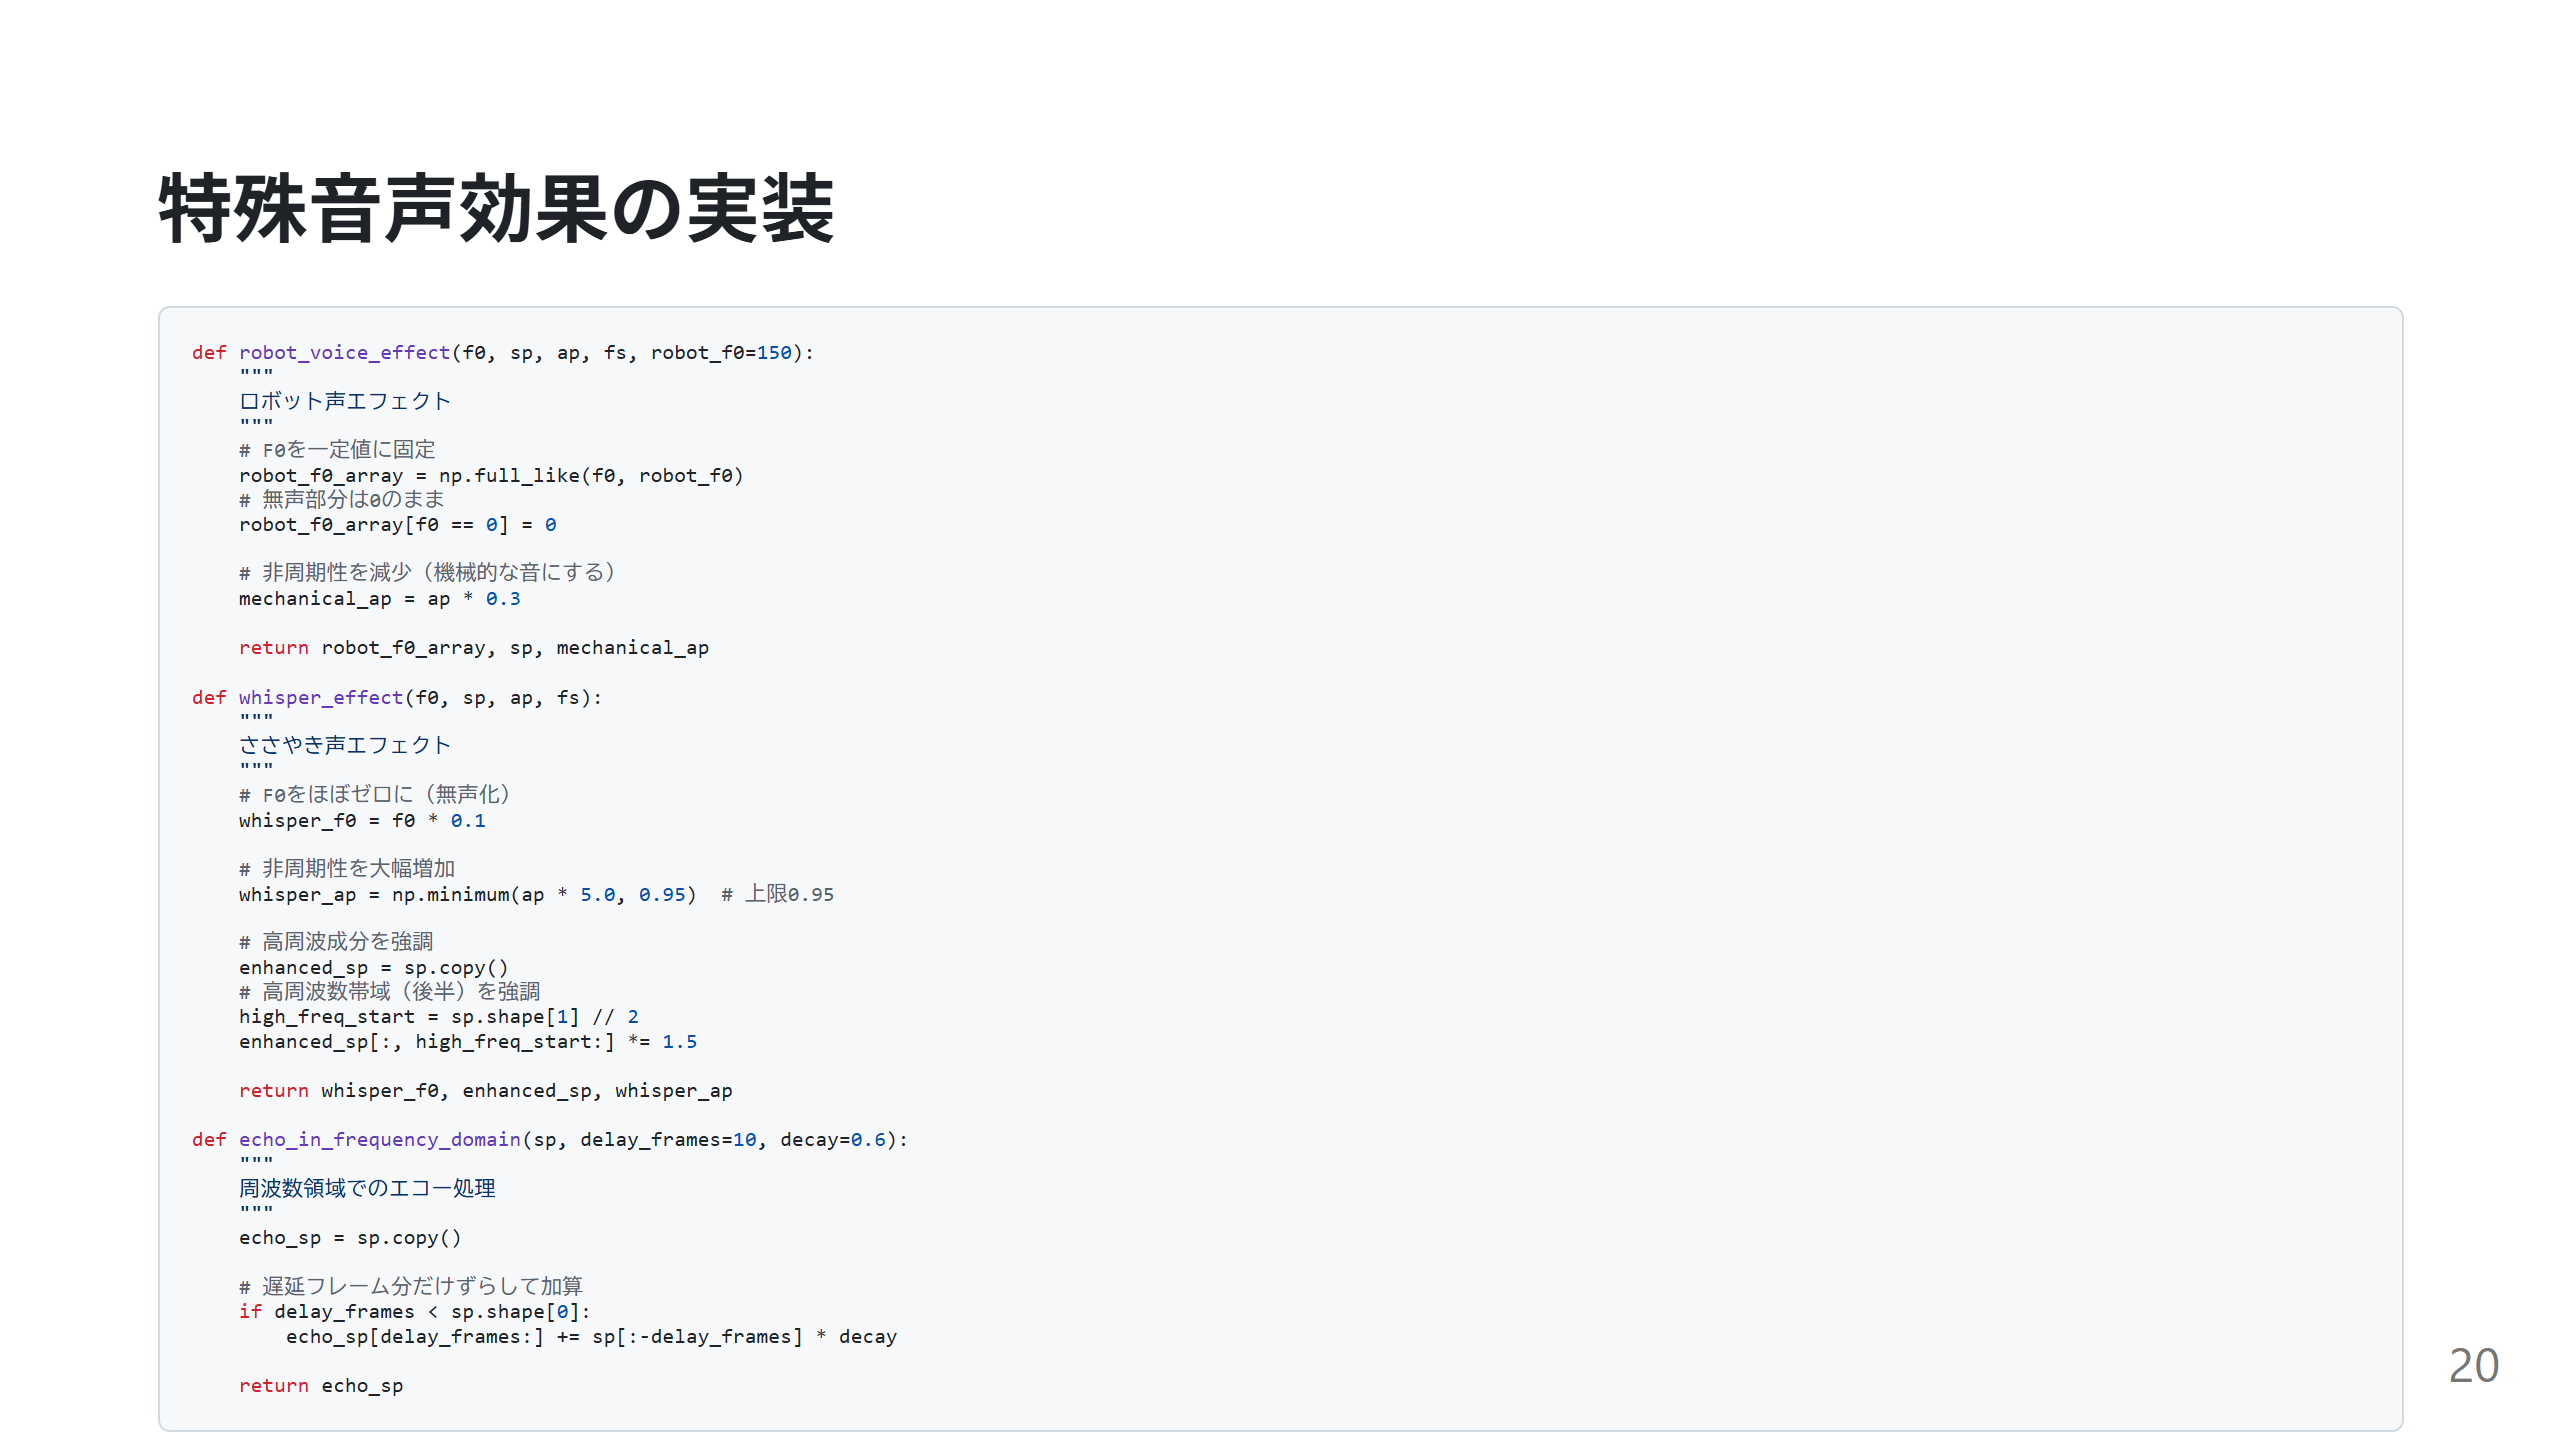 特殊音声効果の実装
def robot_voice_effect(f0, sp, ap, fs, robot_f0=150):
    """
    ロボット声エフェクト
    """
    # F0を一定値に固定
    robot_f0_array = np.full_like(f0, robot_f0)
    # 無声部分は0のまま
    robot_f0_array[f0 == 0] = 0

    # 非周期性を減少（機械的な音にする）
    mechanical_ap = ap * 0.3

    return robot_f0_array, sp, mechanical_ap

def whisper_effect(f0, sp, ap, fs):
    """
    ささやき声エフェクト
    """
    # F0をほぼゼロに（無声化）
    whisper_f0 = f0 * 0.1

    # 非周期性を大幅増加
    whisper_ap = np.minimum(ap * 5.0, 0.95)  # 上限0.95

    # 高周波成分を強調
    enhanced_sp = sp.copy()
    # 高周波数帯域（後半）を強調
    high_freq_start = sp.shape[1] // 2
    enhanced_sp[:, high_freq_start:] *= 1.5

    return whisper_f0, enhanced_sp, whisper_ap

def echo_in_frequency_domain(sp, delay_frames=10, decay=0.6):
    """
    周波数領域でのエコー処理
    """
    echo_sp = sp.copy()

    # 遅延フレーム分だけずらして加算
    if delay_frames < sp.shape[0]:
        echo_sp[delay_frames:] += sp[:-delay_frames] * decay

    return echo_sp
20